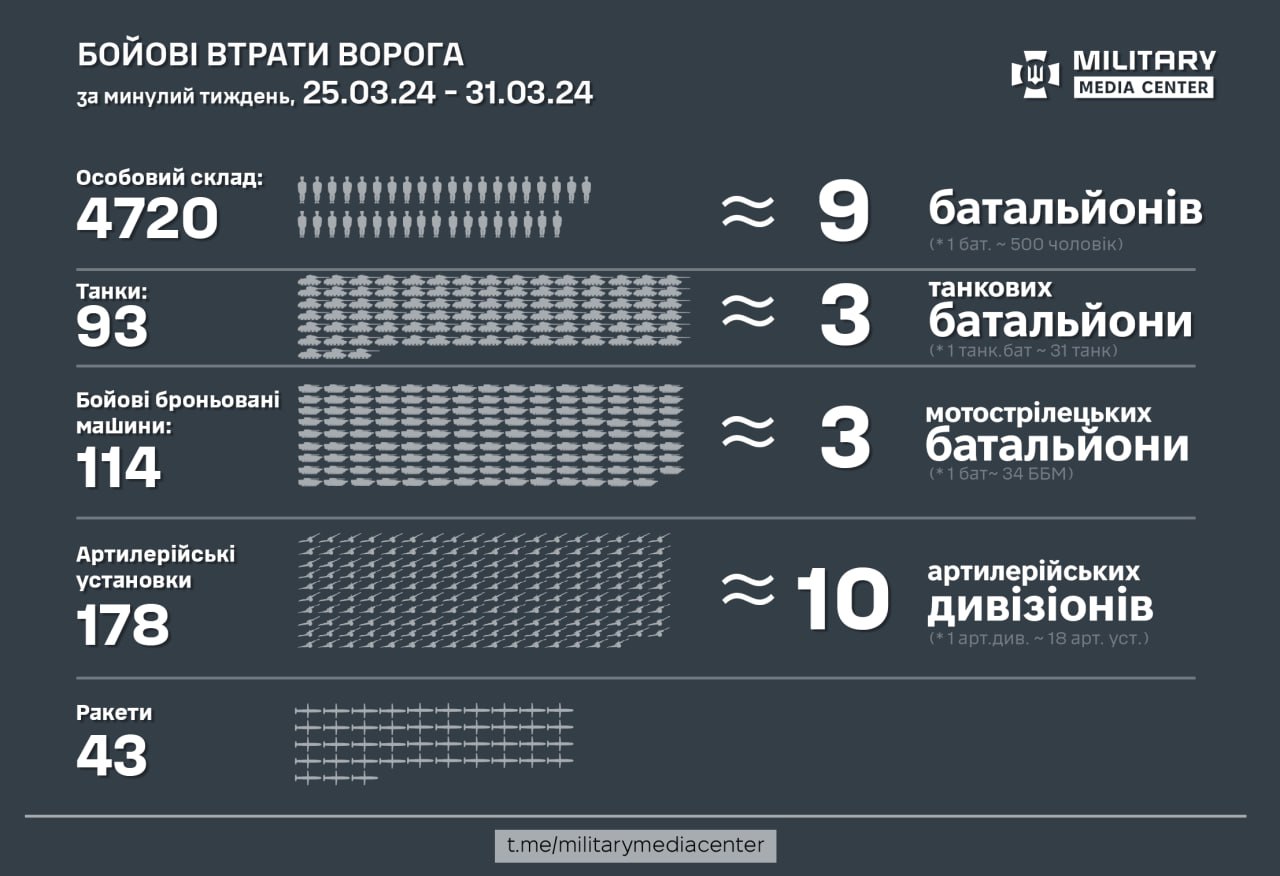 БОЙОВІ ВТРАТИ ВОРОГА
за минулий тиждень, 25.03.24 - 31.03.24
MILITARY
MEDIA CENTER
Особовий склад:
4720
≈ 9 батальйонів
(* 1 бат. ~ 500 чоловік)
Танки:
93
≈ 3 танкових
батальйони
(* 1 танк.бат ~ 31 танк)
Бойові броньовані
машини:
114
≈ 3 мотострілецьких
батальйони
(* 1 бат~ 34 ББМ)
Артилерійські
установки
178
≈ 10 артилерійських
дивізіонів
(* 1 арт.див. ~ 18 арт. уст.)
Ракети
43
t.me/militarymediacenter